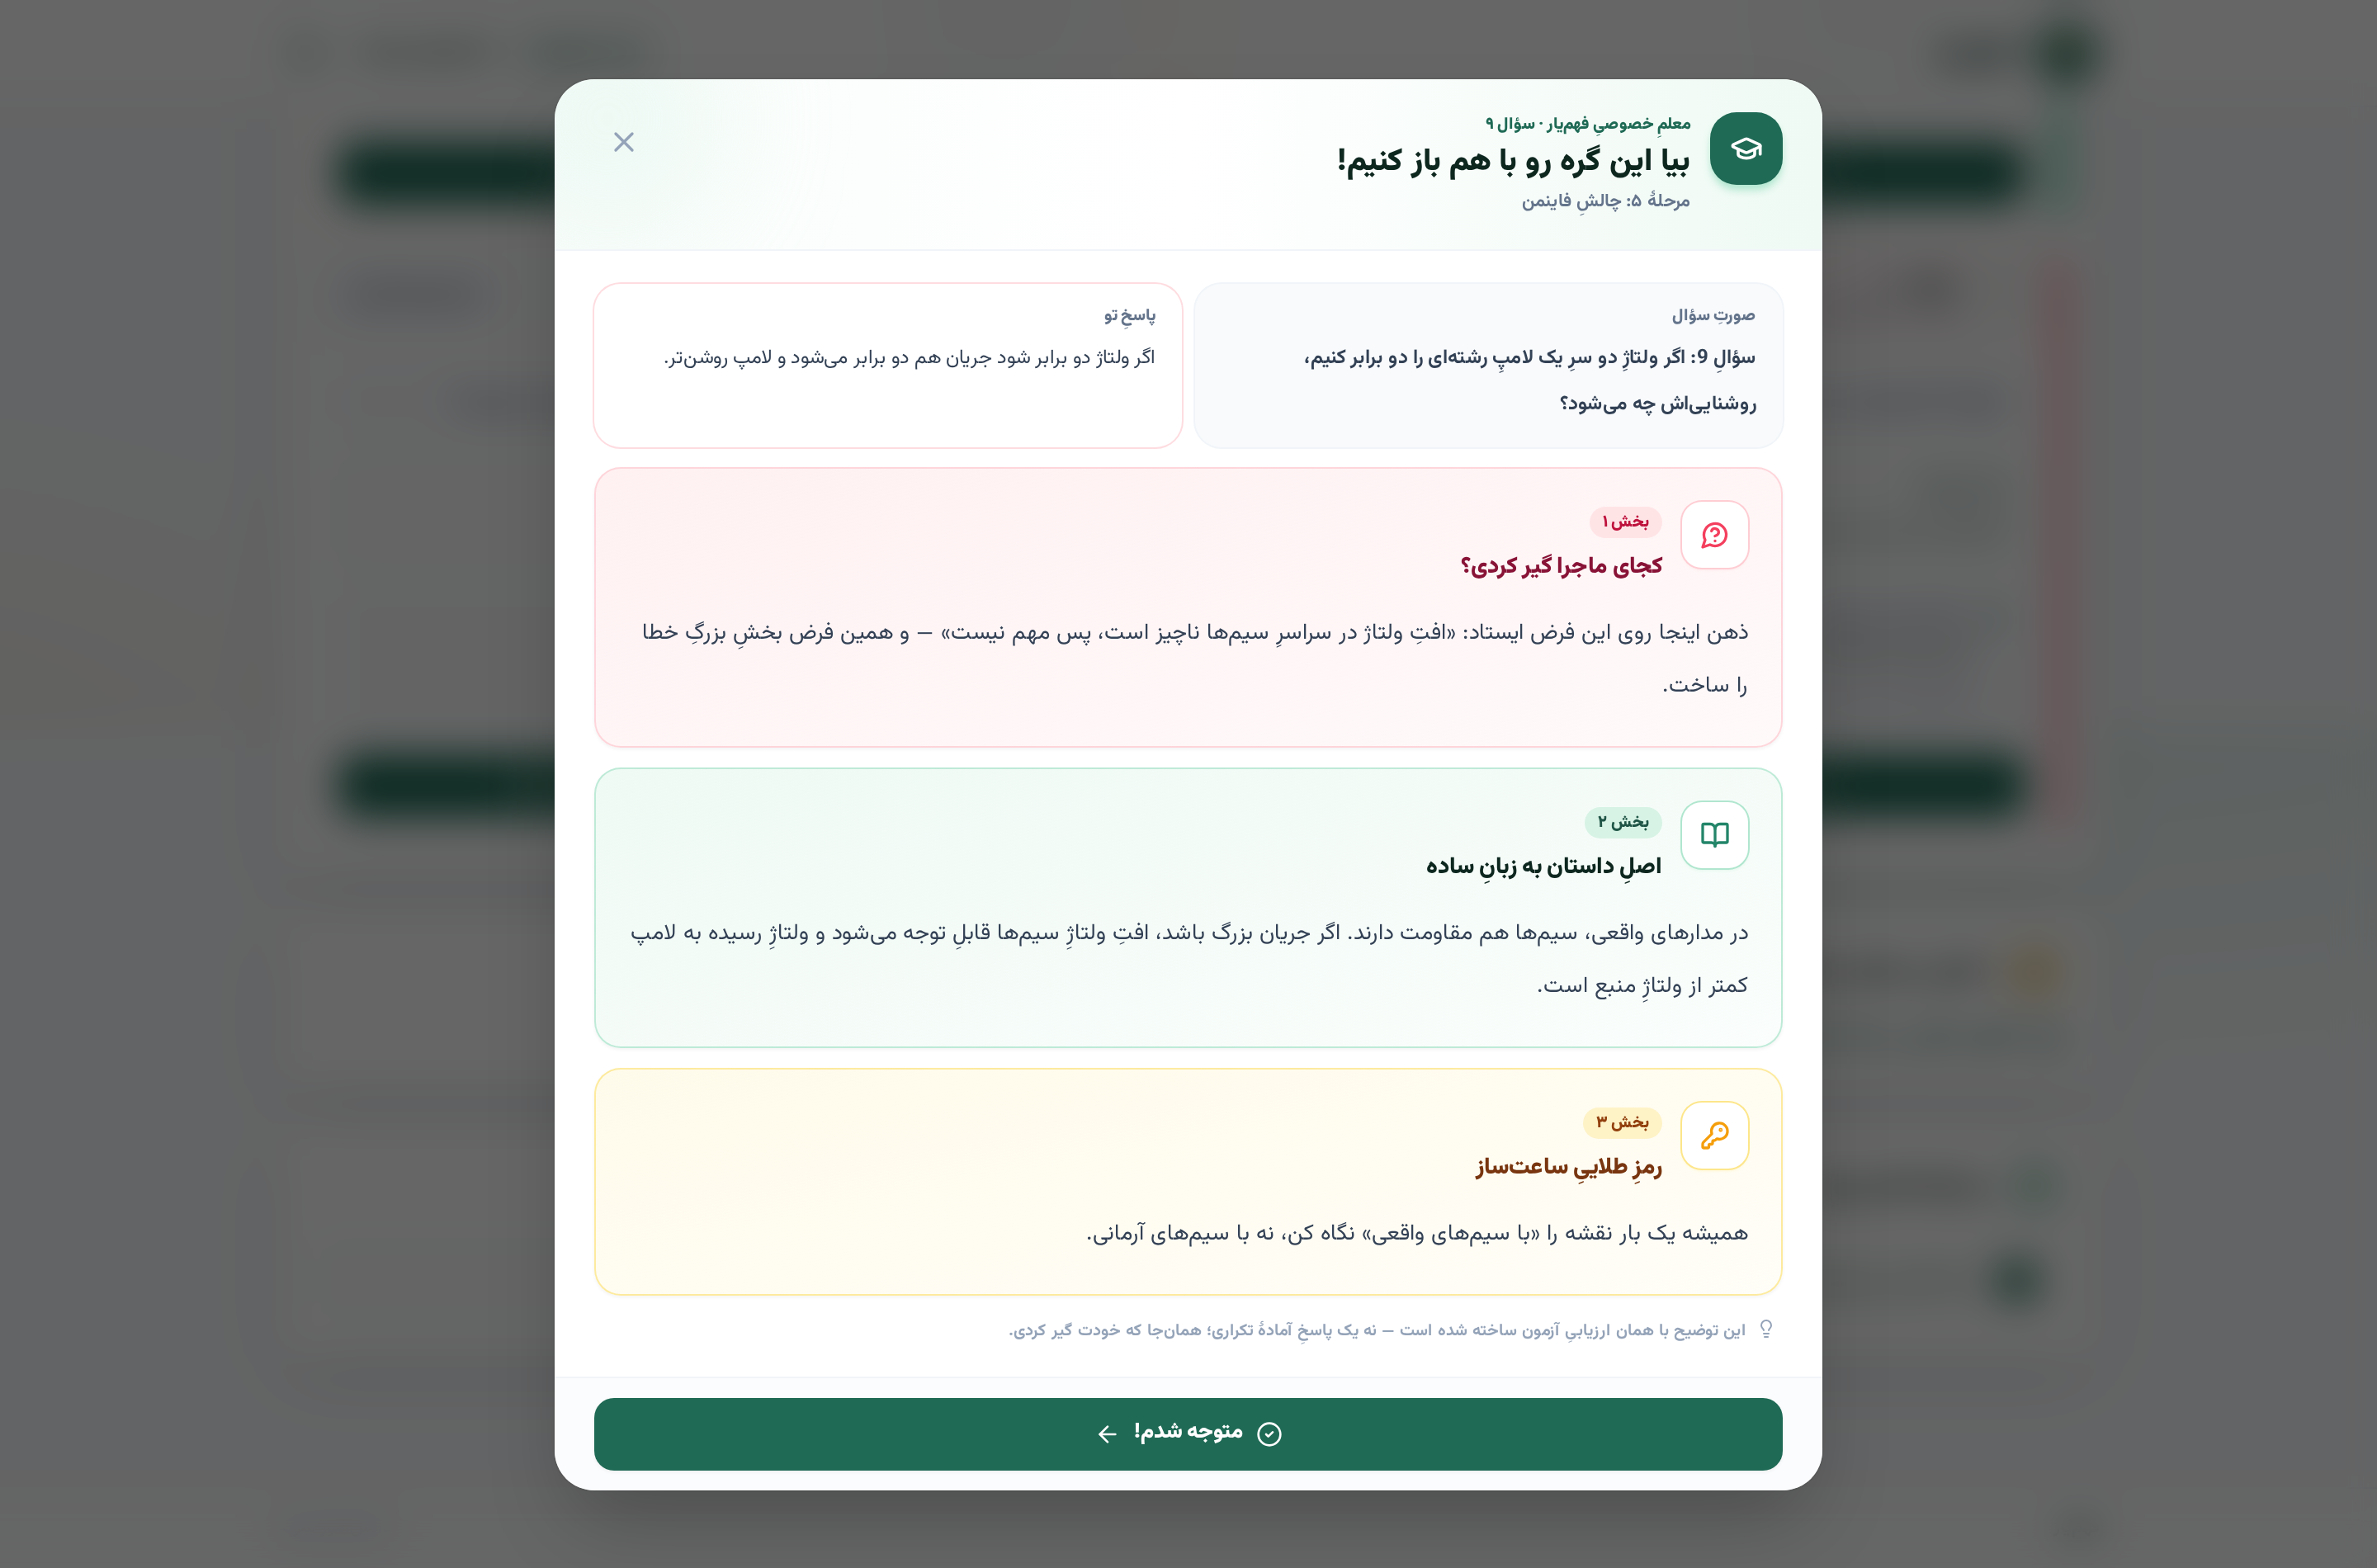 معلمِ خصوصیِ فهم‌یار · سؤال ۹
بیا این گره رو با هم باز کنیم!
مرحلهٔ ۵: چالشِ فاینمن
صورتِ سؤال
سؤالِ 9: اگر ولتاژِ دو سرِ یک لامپِ رشته‌ای را دو برابر کنیم،
روشنایی‌اش چه می‌شود؟
پاسخِ تو
اگر ولتاژ دو برابر شود جریان هم دو برابر می‌شود و لامپ روشن‌تر.
بخش ۱
کجای ماجرا گیر کردی؟
ذهن اینجا روی این فرض ایستاد: «افتِ ولتاژ در سراسرِ سیم‌ها ناچیز است، پس مهم نیست» — و همین فرض بخشِ بزرگِ خطا
را ساخت.
بخش ۲
اصلِ داستان به زبانِ ساده
در مدارهای واقعی، سیم‌ها هم مقاومت دارند. اگر جریان بزرگ باشد، افتِ ولتاژِ سیم‌ها قابلِ توجه می‌شود و ولتاژِ رسیده به لامپ
کمتر از ولتاژِ منبع است.
بخش ۳
رمزِ طلاییِ ساعت‌ساز
همیشه یک بار نقشه را «با سیم‌های واقعی» نگاه کن، نه با سیم‌های آرمانی.
این توضیح با همان ارزیابیِ آزمون ساخته شده است — نه یک پاسخِ آمادهٔ تکراری؛ همان‌جا که خودت گیر کردی.
متوجه شدم!